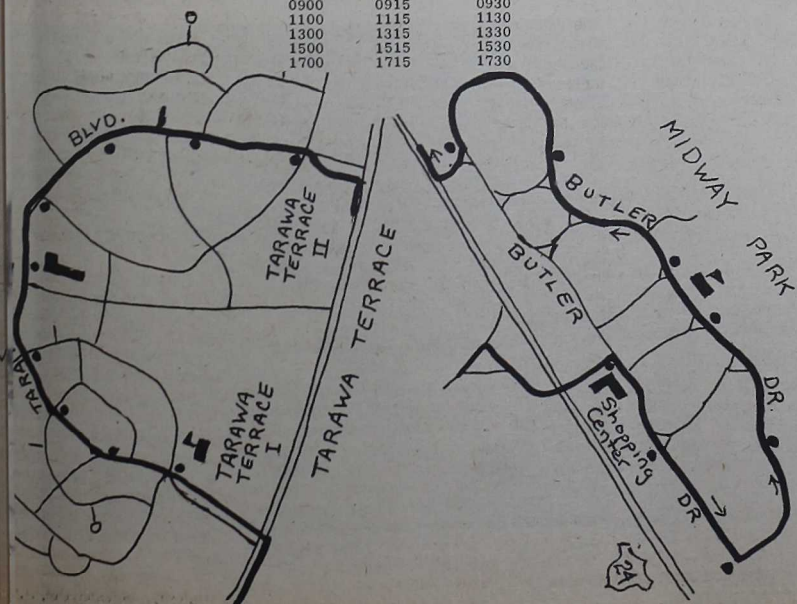 0900 0915 0930
1100 1115 1130
1300 1315 1330
1500 1515 1530
1700 1715 1730
BLVD.
TARAWA
TERRACE
II
TARAWA TERRACE
TARAWA
TERRACE
I
MIDWAY
PARK
BUTLER
BUTLER
DR.
Shopping
Center
DR.
24